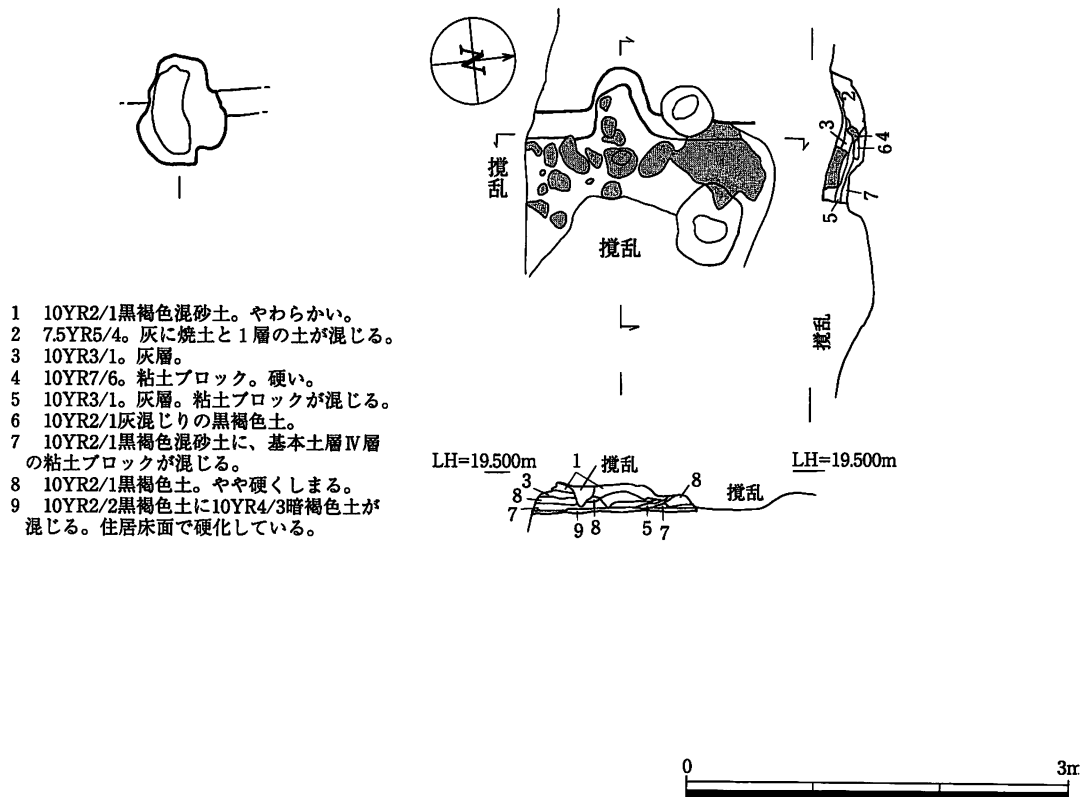 N
撹乱
撹乱
2
3
4
6
7
5
撹乱
1　10YR2/1黒褐色混砂土。やわらかい。
2　7.5YR5/4。灰に焼土と1層の土が混じる。
3　10YR3/1。灰層。
4　10YR7/6。粘土ブロック。硬い。
5　10YR3/1。灰層。粘土ブロックが混じる。
6　10YR2/1灰混じりの黒褐色土。
7　10YR2/1黒褐色混砂土に、基本土層Ⅳ層
の粘土ブロックが混じる。
8　10YR2/1黒褐色土。やや硬くしまる。
9　10YR2/2黒褐色土に10YR4/3暗褐色土が
混じる。住居床面で硬化している。
LH=19.500m
1
撹乱
LH=19.500m
3
8
8
7
撹乱
9 8 5 7
0 3m